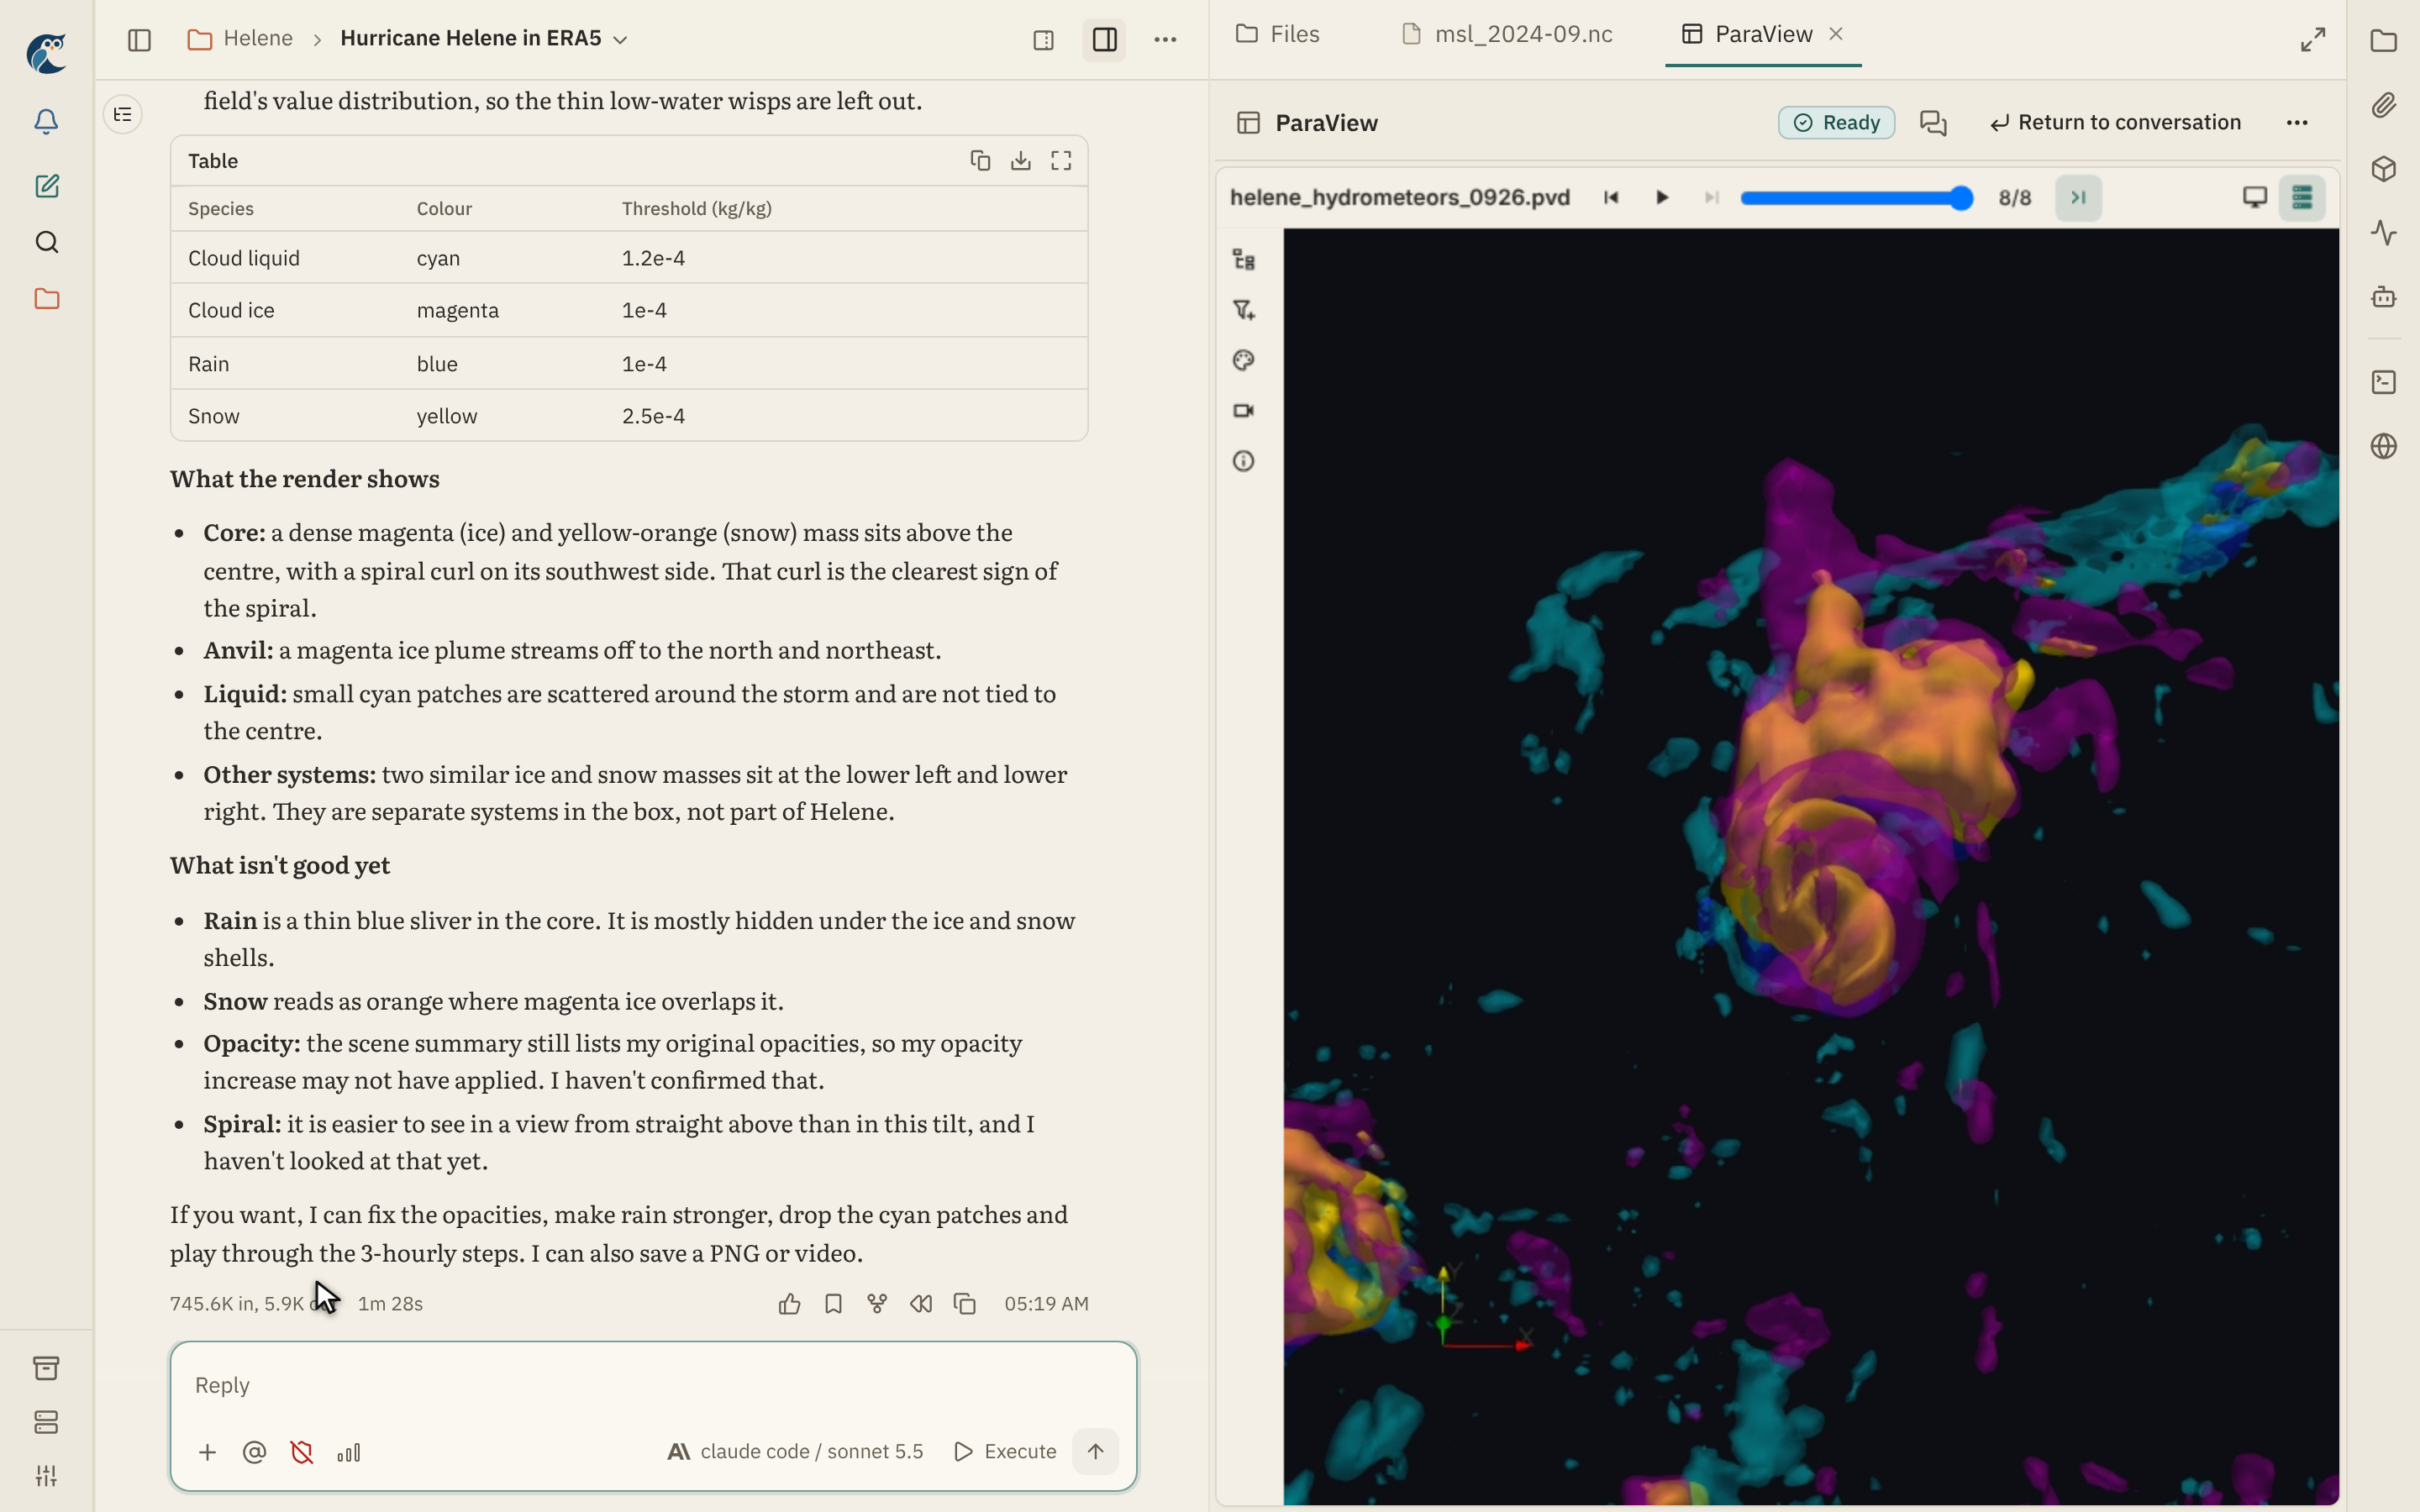 Helene > Hurricane Helene in ERA5
field's value distribution, so the thin low-water wisps are left out.
Table
Species Colour Threshold (kg/kg)
Cloud liquid cyan 1.2e-4
Cloud ice magenta 1e-4
Rain blue 1e-4
Snow yellow 2.5e-4
What the render shows
• Core: a dense magenta (ice) and yellow-orange (snow) mass sits above the
centre, with a spiral curl on its southwest side. That curl is the clearest sign of
the spiral.
• Anvil: a magenta ice plume streams off to the north and northeast.
• Liquid: small cyan patches are scattered around the storm and are not tied to
the centre.
• Other systems: two similar ice and snow masses sit at the lower left and lower
right. They are separate systems in the box, not part of Helene.
What isn't good yet
• Rain is a thin blue sliver in the core. It is mostly hidden under the ice and snow
shells.
• Snow reads as orange where magenta ice overlaps it.
• Opacity: the scene summary still lists my original opacities, so my opacity
increase may not have applied. I haven't confirmed that.
• Spiral: it is easier to see in a view from straight above than in this tilt, and I
haven't looked at that yet.
If you want, I can fix the opacities, make rain stronger, drop the cyan patches and
play through the 3-hourly steps. I can also save a PNG or video.
745.6K in, 5.9K 1m 28s 05:19 AM
Reply
claude code / sonnet 5.5 Execute
Files msl_2024-09.nc ParaView
ParaView Ready Return to conversation
helene_hydrometeors_0926.pvd 8/8
Y
Z
X